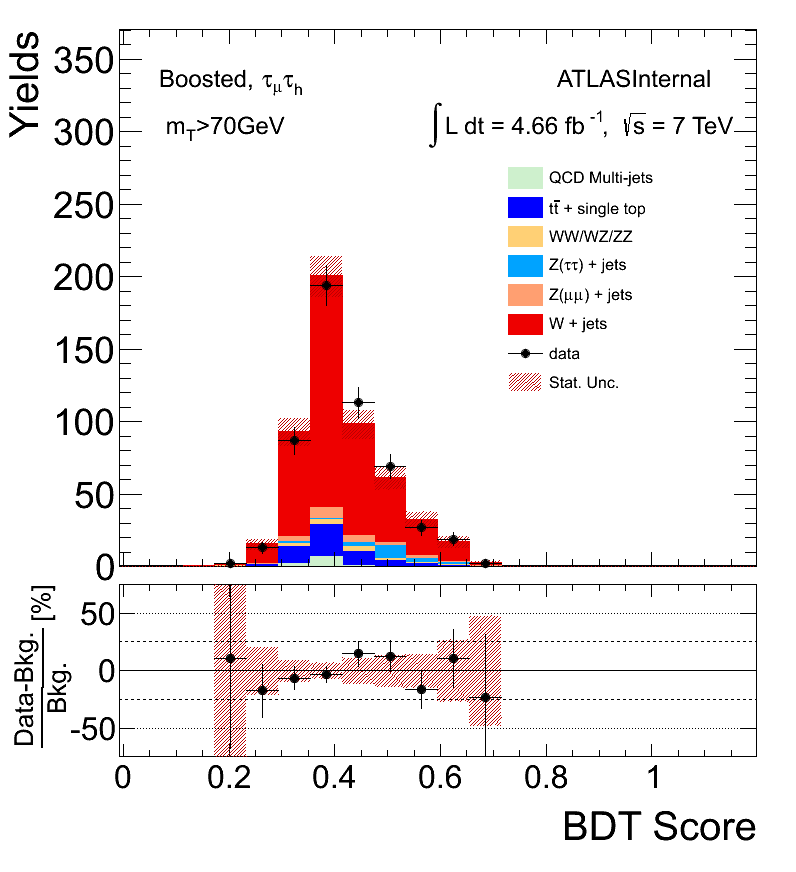 Yields
350
300
250
200
150
100
50
0
Boosted, τμτh
ATLASInternal
mT>70GeV
∫L dt = 4.66 fb-1, √s = 7 TeV
QCD Multi-jets
tt̄ + single top
WW/WZ/ZZ
Z(ττ) + jets
Z(μμ) + jets
W + jets
data
Stat. Unc.
Data-Bkg.
Bkg.
[%]
50
0
-50
0 0.2 0.4 0.6 0.8 1
BDT Score